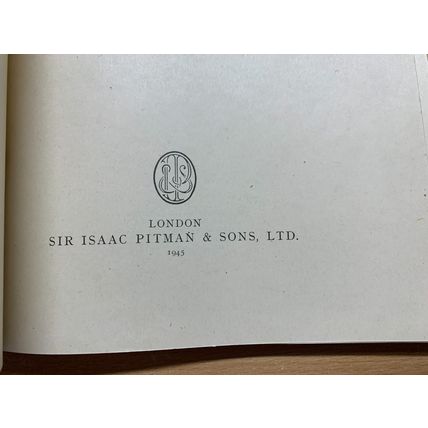 LONDON
SIR ISAAC PITMAN & SONS, LTD.
1945